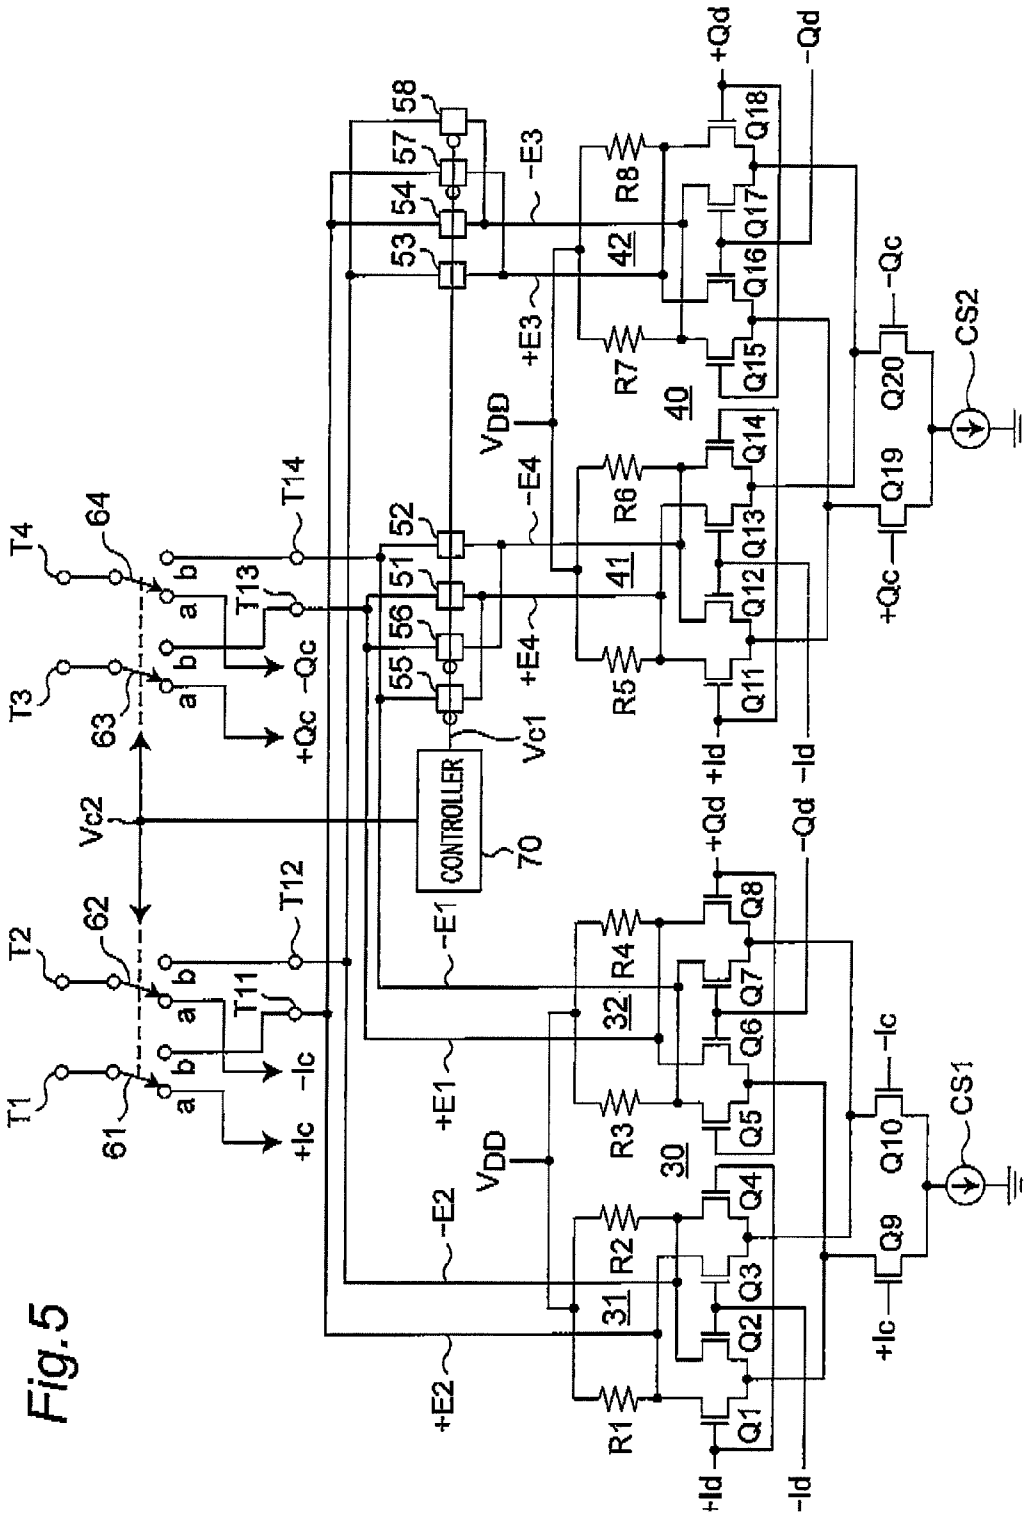 Fig.5
T1
T2
T3
T4
61
62
63
64
a
b
a
b
a
b
a
b
Vc2
+Ic
-Ic
+Qc
-Qc
T11
T12
T13
T14
CONTROLLER
70
Vc1
55
56
51
52
53
54
57
58
+E2
-E2
+E1
-E1
+E4
-E4
+E3
-E3
VDD
VDD
R1
R2
R3
R4
R5
R6
R7
R8
31
30
32
41
40
42
+Id
-Id
+Qd
-Qd
+Id
-Id
+Qd
-Qd
Q1
Q2
Q3
Q4
Q5
Q6
Q7
Q8
Q11
Q12
Q13
Q14
Q15
Q16
Q17
Q18
+Ic
Q9
Q10
-Ic
CS1
+Qc
Q19
Q20
-Qc
CS2